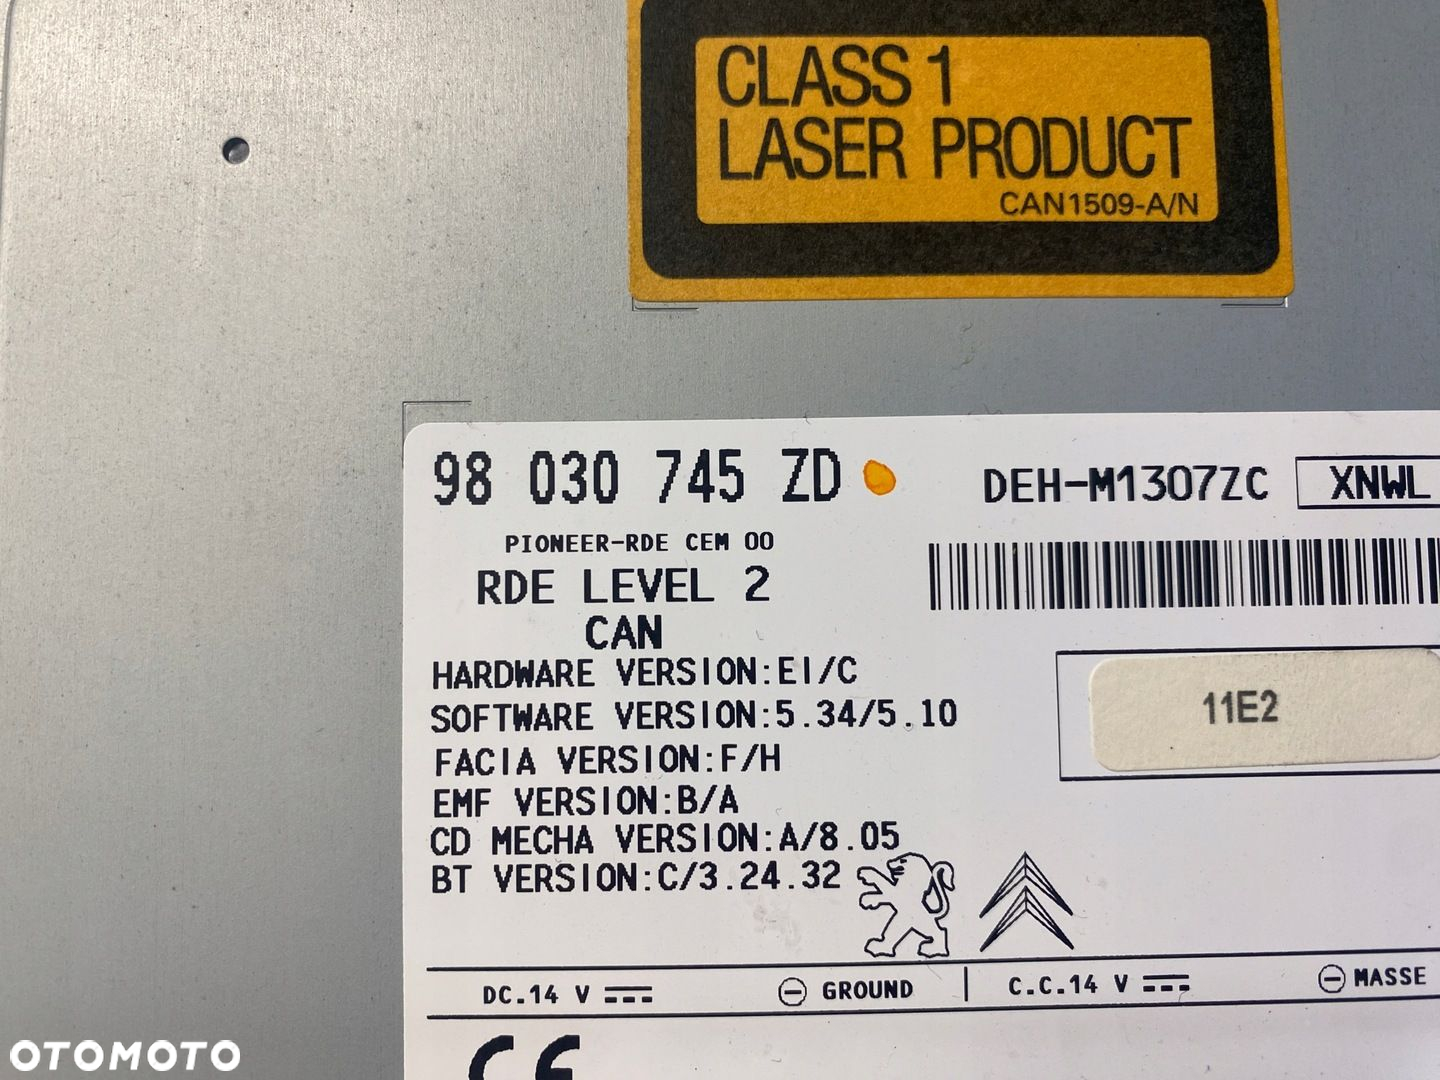 CLASS 1
LASER PRODUCT
CAN1509-A/N
98 030 745 ZD
DEH-M1307ZC XNWL
PIONEER-RDE CEM 00
RDE LEVEL 2
CAN
HARDWARE VERSION:EI/C
SOFTWARE VERSION:5.34/5.10
FACIA VERSION:F/H
EMF VERSION:B/A
CD MECHA VERSION:A/8.05
BT VERSION:C/3.24.32
11E2
DC.14 V GROUND C.C.14 V MASSE
CE
OTOMOTO